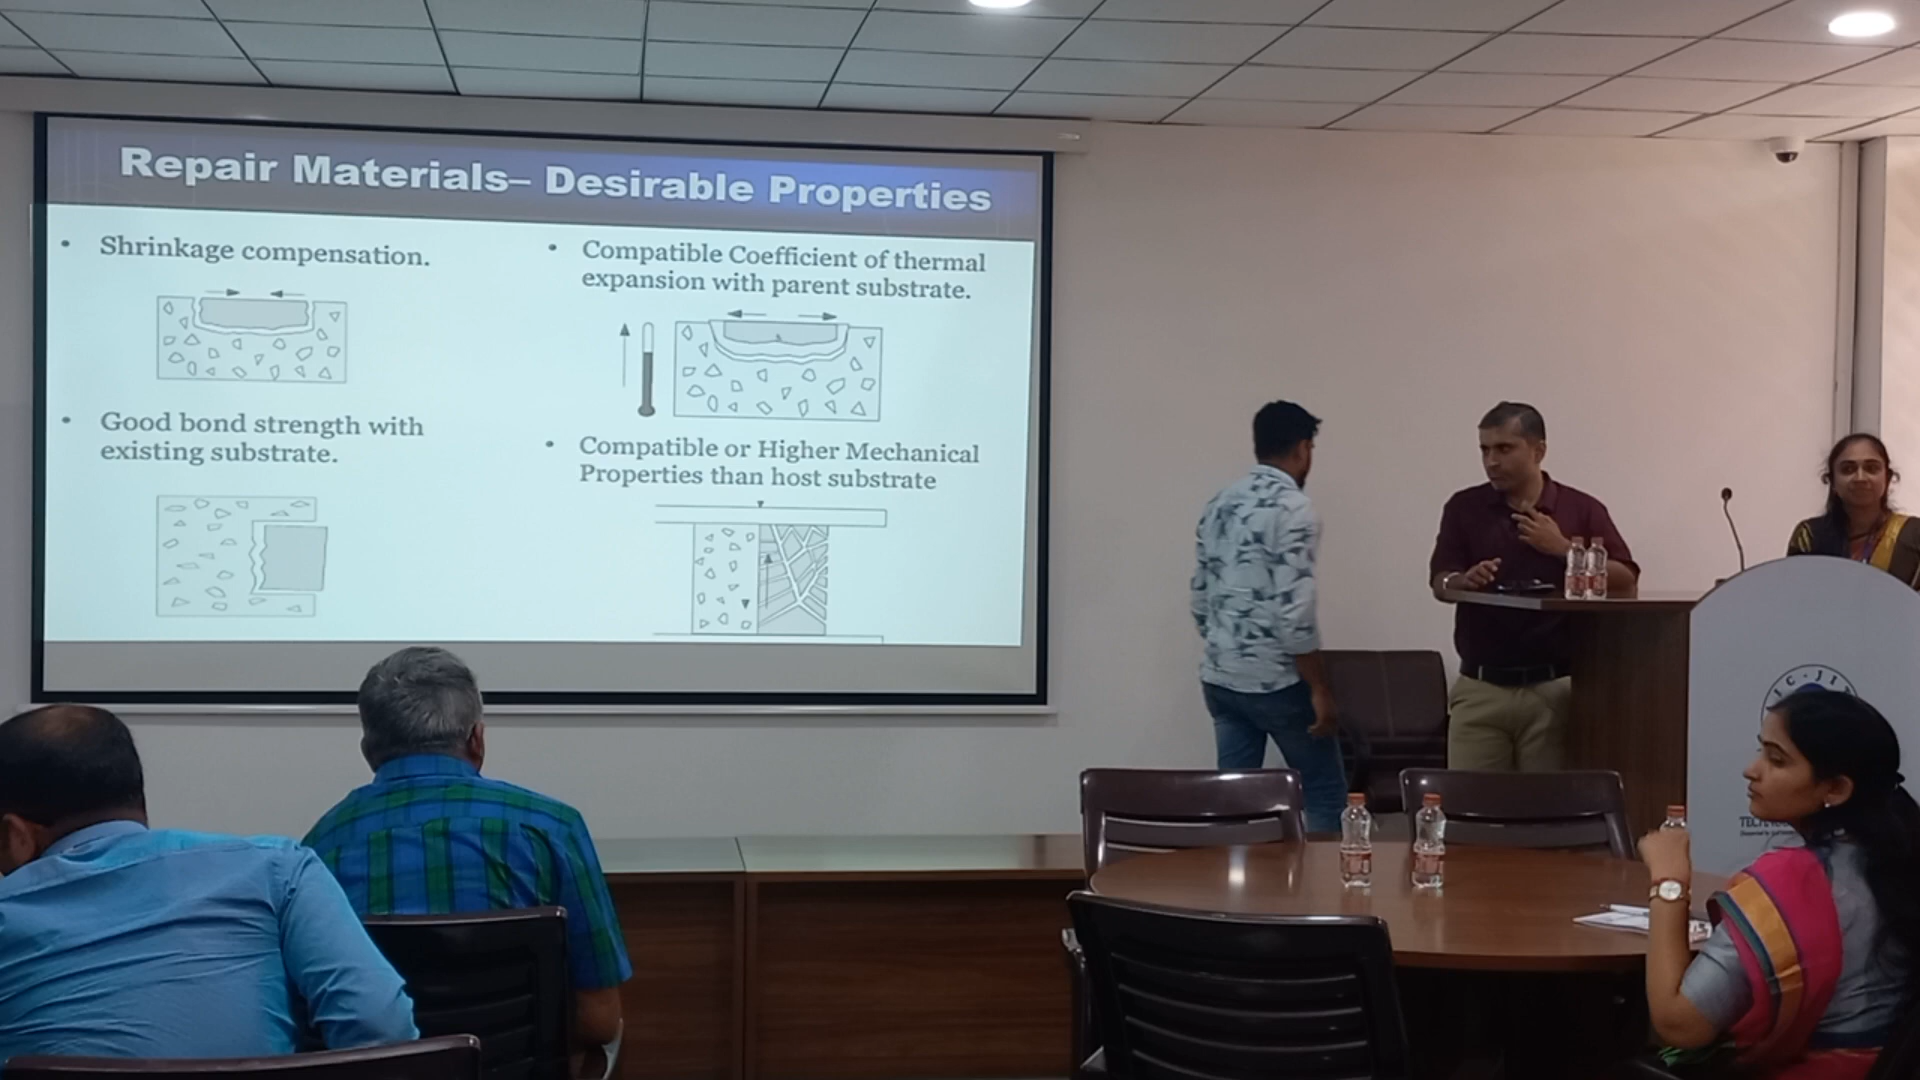 Repair Materials– Desirable Properties
• Shrinkage compensation.
• Good bond strength with
existing substrate.
• Compatible Coefficient of thermal
expansion with parent substrate.
• Compatible or Higher Mechanical
Properties than host substrate